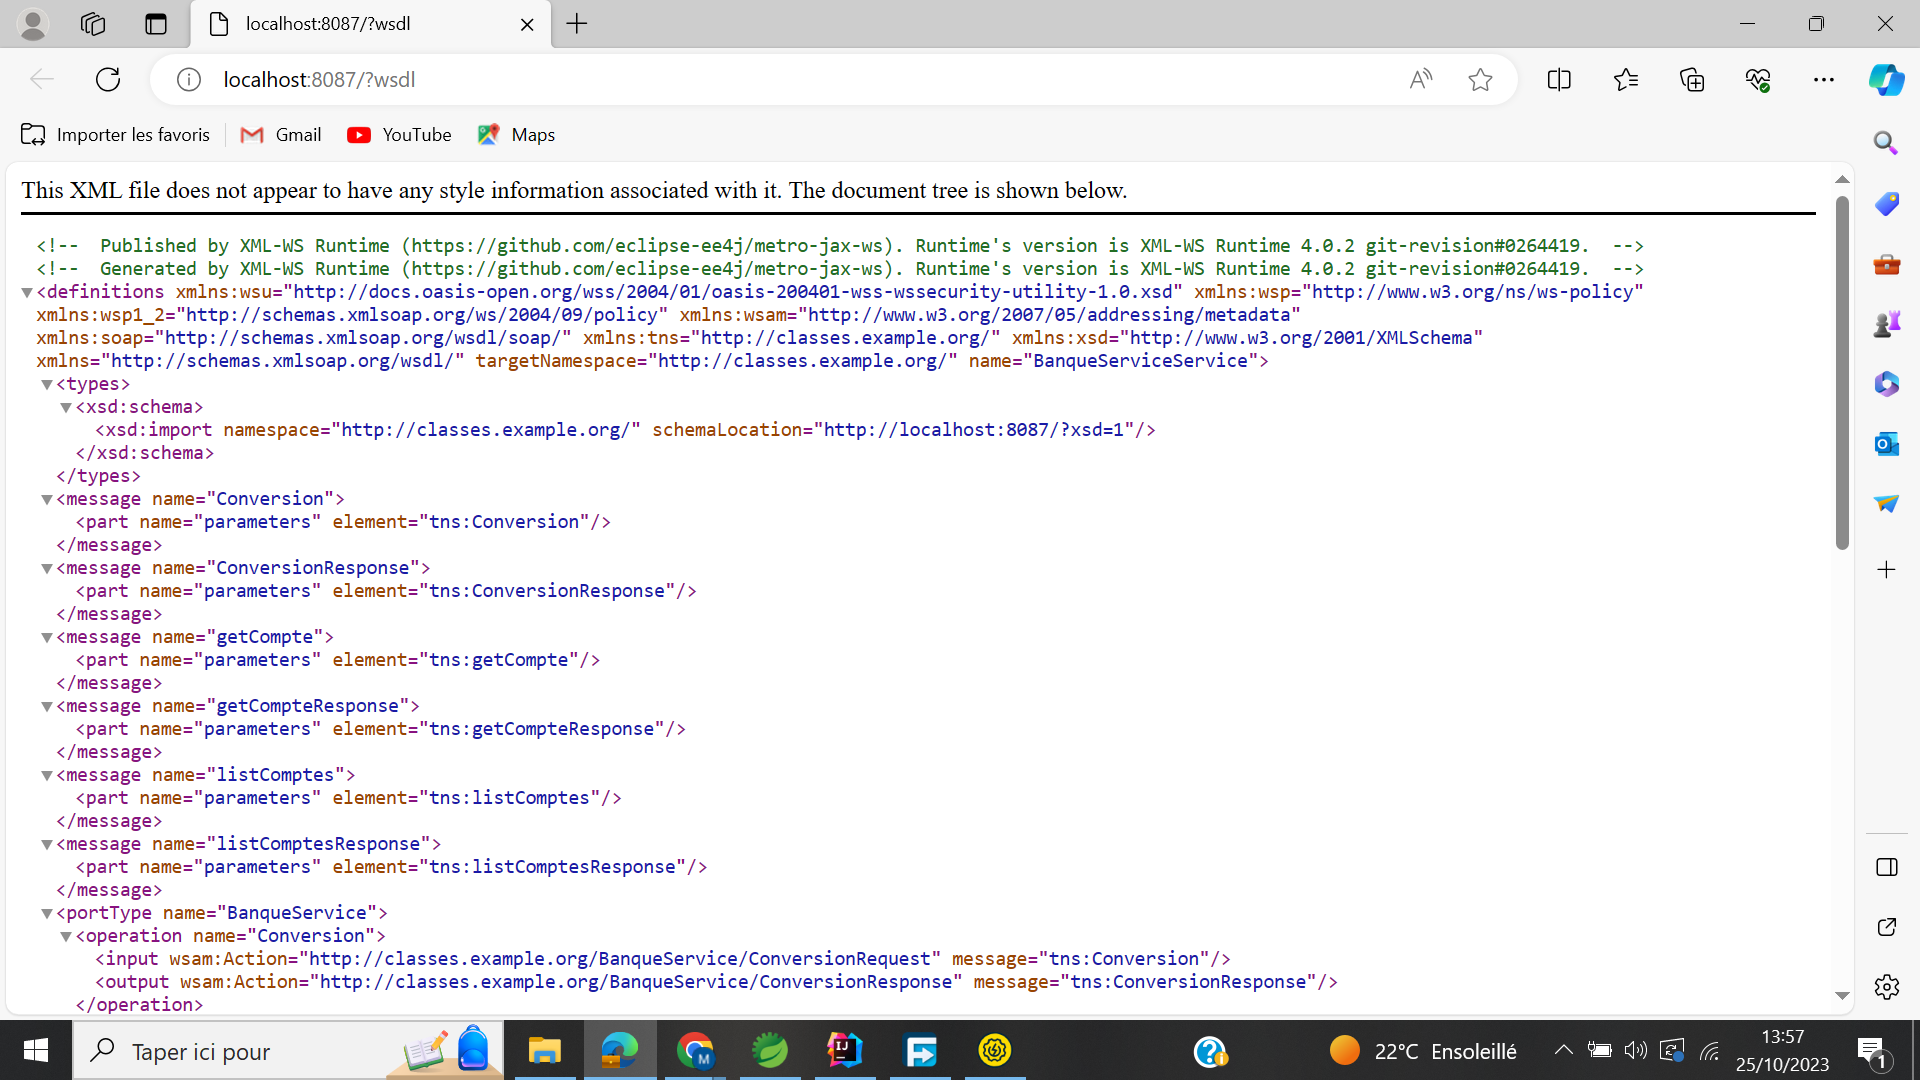 localhost:8087/?wsdl
localhost:8087/?wsdl
Importer les favoris
Gmail
YouTube
Maps
This XML file does not appear to have any style information associated with it. The document tree is shown below.
<!--  Published by XML-WS Runtime (https://github.com/eclipse-ee4j/metro-jax-ws). Runtime's version is XML-WS Runtime 4.0.2 git-revision#0264419.  -->
<!--  Generated by XML-WS Runtime (https://github.com/eclipse-ee4j/metro-jax-ws). Runtime's version is XML-WS Runtime 4.0.2 git-revision#0264419.  -->
<definitions xmlns:wsu="http://docs.oasis-open.org/wss/2004/01/oasis-200401-wss-wssecurity-utility-1.0.xsd" xmlns:wsp="http://www.w3.org/ns/ws-policy"
xmlns:wsp1_2="http://schemas.xmlsoap.org/ws/2004/09/policy" xmlns:wsam="http://www.w3.org/2007/05/addressing/metadata"
xmlns:soap="http://schemas.xmlsoap.org/wsdl/soap/" xmlns:tns="http://classes.example.org/" xmlns:xsd="http://www.w3.org/2001/XMLSchema"
xmlns="http://schemas.xmlsoap.org/wsdl/" targetNamespace="http://classes.example.org/" name="BanqueServiceService">
<types>
<xsd:schema>
<xsd:import namespace="http://classes.example.org/" schemaLocation="http://localhost:8087/?xsd=1"/>
</xsd:schema>
</types>
<message name="Conversion">
<part name="parameters" element="tns:Conversion"/>
</message>
<message name="ConversionResponse">
<part name="parameters" element="tns:ConversionResponse"/>
</message>
<message name="getCompte">
<part name="parameters" element="tns:getCompte"/>
</message>
<message name="getCompteResponse">
<part name="parameters" element="tns:getCompteResponse"/>
</message>
<message name="listComptes">
<part name="parameters" element="tns:listComptes"/>
</message>
<message name="listComptesResponse">
<part name="parameters" element="tns:listComptesResponse"/>
</message>
<portType name="BanqueService">
<operation name="Conversion">
<input wsam:Action="http://classes.example.org/BanqueService/ConversionRequest" message="tns:Conversion"/>
<output wsam:Action="http://classes.example.org/BanqueService/ConversionResponse" message="tns:ConversionResponse"/>
</operation>
Taper ici pour
22°C Ensoleillé
13:57
25/10/2023
1